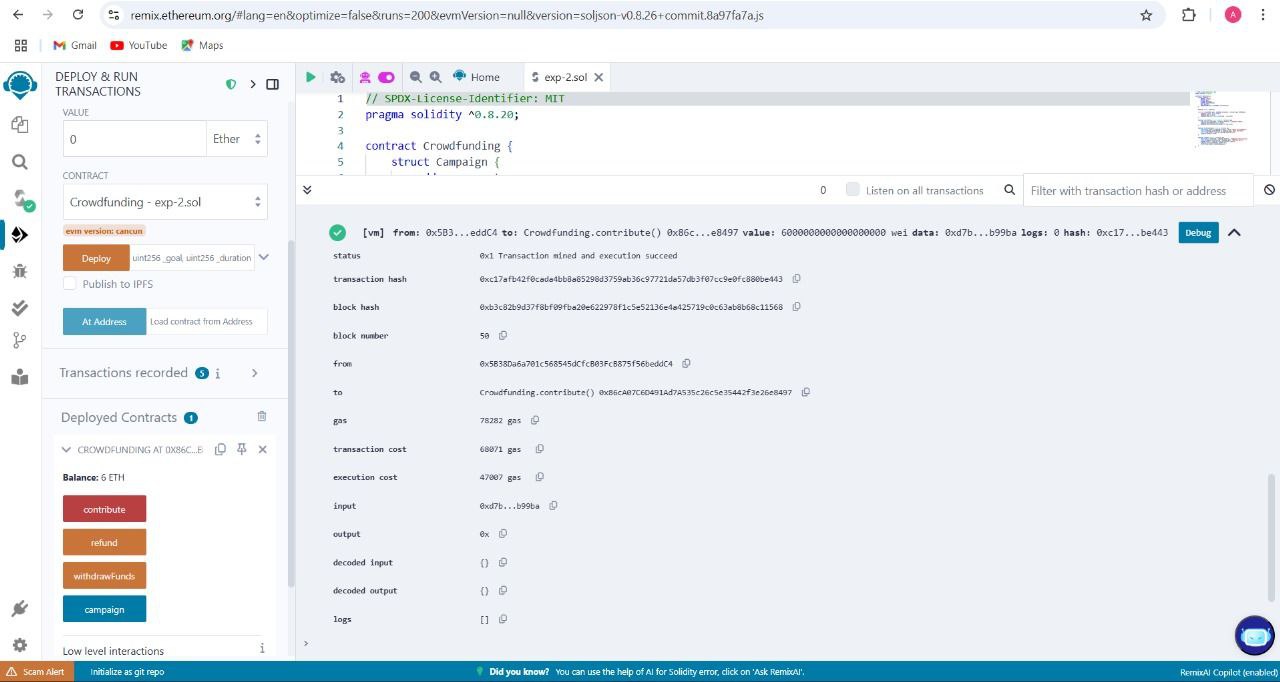 remix.ethereum.org/#lang=en&optimize=false&runs=200&evmVersion=null&version=soljson-v0.8.26+commit.8a97fa7a.js
A
Gmail YouTube Maps
DEPLOY & RUN
TRANSACTIONS
VALUE
0 Ether
CONTRACT
Crowdfunding - exp-2.sol
evm version: cancun
Deploy uint256 _goal, uint256 _duration
Publish to IPFS
At Address Load contract from Address
Transactions recorded 5 i
Deployed Contracts 1
CROWDFUNDING AT 0X86C...E
Balance: 6 ETH
contribute
refund
withdrawFunds
campaign
Low level interactions i
Home exp-2.sol
1 // SPDX-License-Identifier: MIT
2 pragma solidity ^0.8.20;
3
4 contract Crowdfunding {
5 struct Campaign {
0 Listen on all transactions Filter with transaction hash or address
[vm] from: 0x5B3...eddC4 to: Crowdfunding.contribute() 0x86c...e8497 value: 6000000000000000000 wei data: 0xd7b...b99ba logs: 0 hash: 0xc17...be443 Debug
status 0x1 Transaction mined and execution succeed
transaction hash 0xc17afb42f0cada4bb8a85298d3759ab36c97721da57db3f07cc9e0fc880be443
block hash 0xb3c82b9d37f8bf09fba20e622978f1c5e52136e4a425719c0c63ab8b68c11568
block number 50
from 0x5B38Da6a701c568545dCfcB03FcB875f56beddC4
to Crowdfunding.contribute() 0x86cA07C6D491Ad7A535c26c5e35442f3e26e8497
gas 78282 gas
transaction cost 68071 gas
execution cost 47007 gas
input 0xd7b...b99ba
output 0x
decoded input {}
decoded output {}
logs []
>
Scam Alert Initialize as git repo Did you know? You can use the help of AI for Solidity error, click on 'Ask RemixAI'. RemixAI Copilot (enabled)